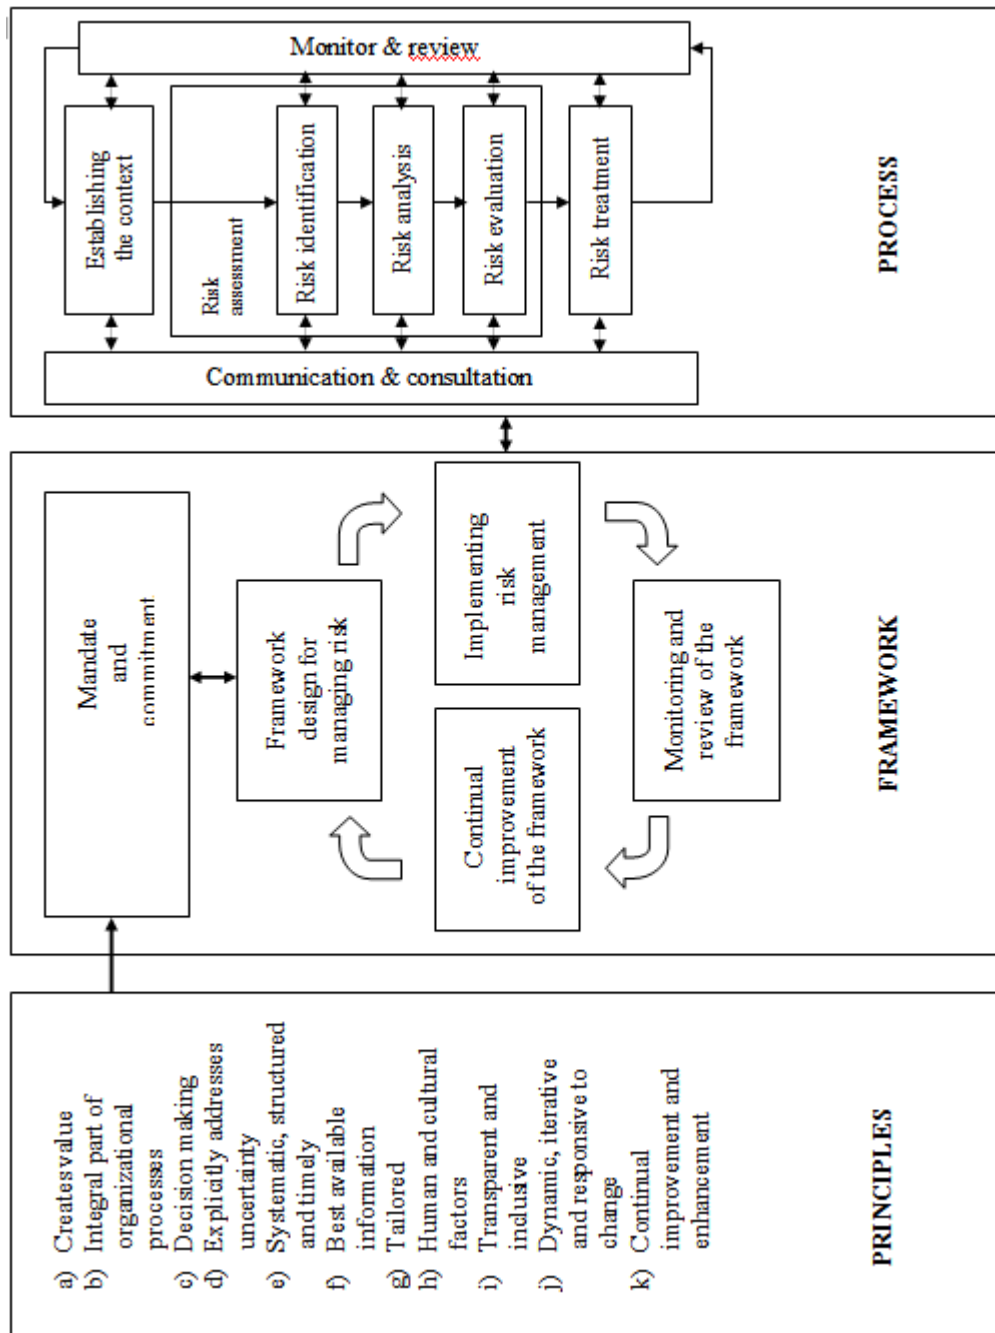 a) Creates value
b) Integral part of
organizational
processes
c) Decision making
d) Explicitly addresses
uncertainty
e) Systematic, structured
and timely
f) Best available
information
g) Tailored
h) Human and cultural
factors
i) Transparent and
inclusive
j) Dynamic, iterative
and responsive to
change
k) Continual
improvement and
enhancement
PRINCIPLES
Mandate
and
commitment
Framework
design for
managing risk
Continual
improvement
of the framework
Implementing
risk
management
Monitoring and
review of the
framework
FRAMEWORK
Communication & consultation
Establishing
the context
Risk
assessment
Risk identification
Risk analysis
Risk evaluation
Risk treatment
Monitor & review
PROCESS